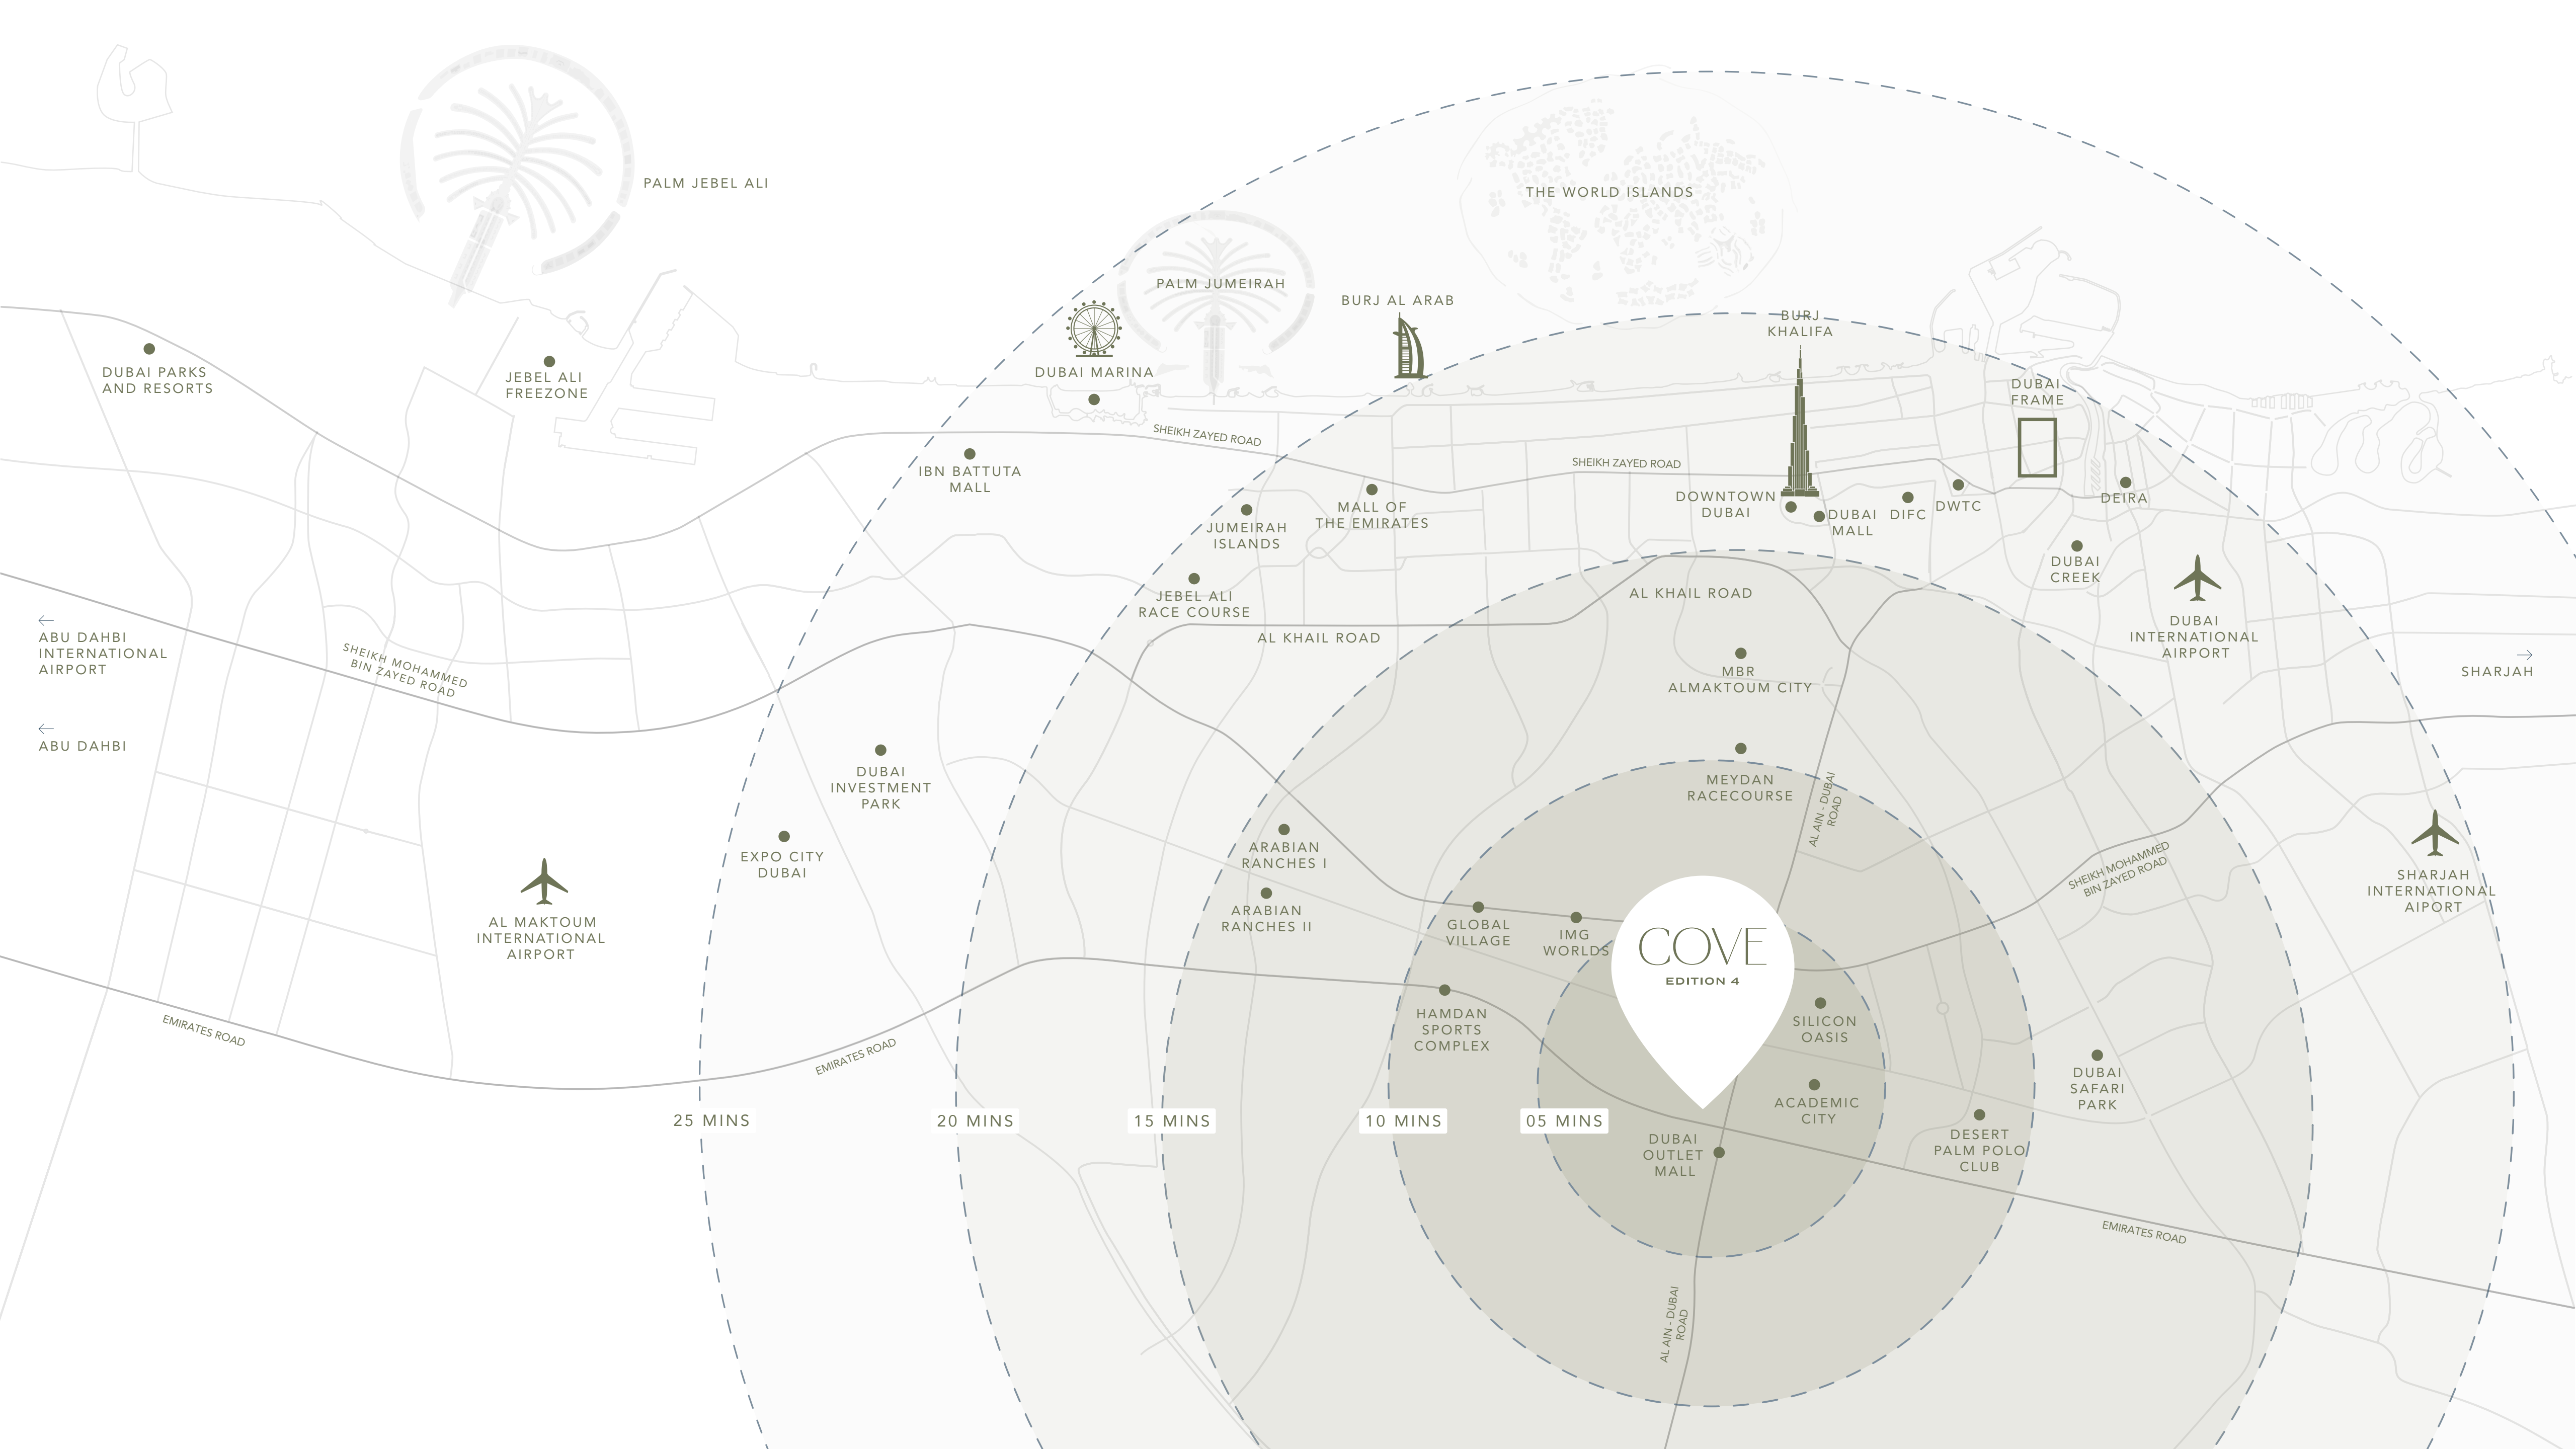 PALM JEBEL ALI
THE WORLD ISLANDS
PALM JUMEIRAH
BURJ AL ARAB
BURJ
KHALIFA
DUBAI PARKS
AND RESORTS
JEBEL ALI
FREEZONE
DUBAI MARINA
DUBAI
FRAME
SHEIKH ZAYED ROAD
SHEIKH ZAYED ROAD
IBN BATTUTA
MALL
JUMEIRAH
ISLANDS
MALL OF
THE EMIRATES
DOWNTOWN
DUBAI
DUBAI
MALL
DIFC
DWTC
DEIRA
DUBAI
CREEK
JEBEL ALI
RACE COURSE
AL KHAIL ROAD
AL KHAIL ROAD
DUBAI
INTERNATIONAL
AIRPORT
ABU DAHBI
INTERNATIONAL
AIRPORT
SHEIKH MOHAMMED
BIN ZAYED ROAD
MBR
ALMAKTOUM CITY
SHARJAH
ABU DAHBI
DUBAI
INVESTMENT
PARK
MEYDAN
RACECOURSE
AL AIN - DUBAI
ROAD
EXPO CITY
DUBAI
ARABIAN
RANCHES I
ARABIAN
RANCHES II
SHEIKH MOHAMMED
BIN ZAYED ROAD
SHARJAH
INTERNATIONAL
AIPORT
AL MAKTOUM
INTERNATIONAL
AIRPORT
GLOBAL
VILLAGE
IMG
WORLDS
COVE
EDITION 4
HAMDAN
SPORTS
COMPLEX
SILICON
OASIS
EMIRATES ROAD
EMIRATES ROAD
DUBAI
SAFARI
PARK
ACADEMIC
CITY
25 MINS
20 MINS
15 MINS
10 MINS
05 MINS
DUBAI
OUTLET
MALL
DESERT
PALM POLO
CLUB
EMIRATES ROAD
AL AIN - DUBAI
ROAD